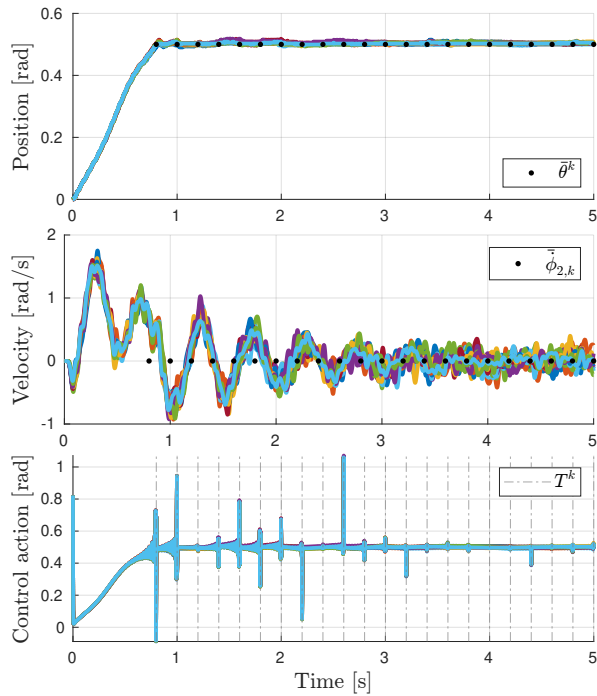 0.6
0.4
0.2
0
Position [rad]
θ̄^k
0 1 2 3 4 5
2
1
0
-1
Velocity [rad/s]
\bar{\dot{ϕ}}_{2,k}
0 1 2 3 4 5
1
0.8
0.6
0.4
0.2
0
Control action [rad]
T^k
0 1 2 3 4 5
Time [s]